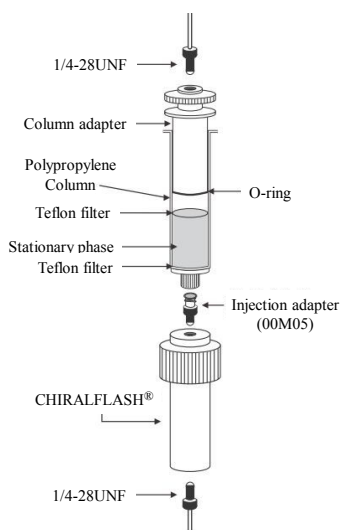 1/4-28UNF
Column adapter
Polypropylene
Column
O-ring
Teflon filter
Stationary phase
Teflon filter
Injection adapter
(00M05)
CHIRALFLASH®
1/4-28UNF